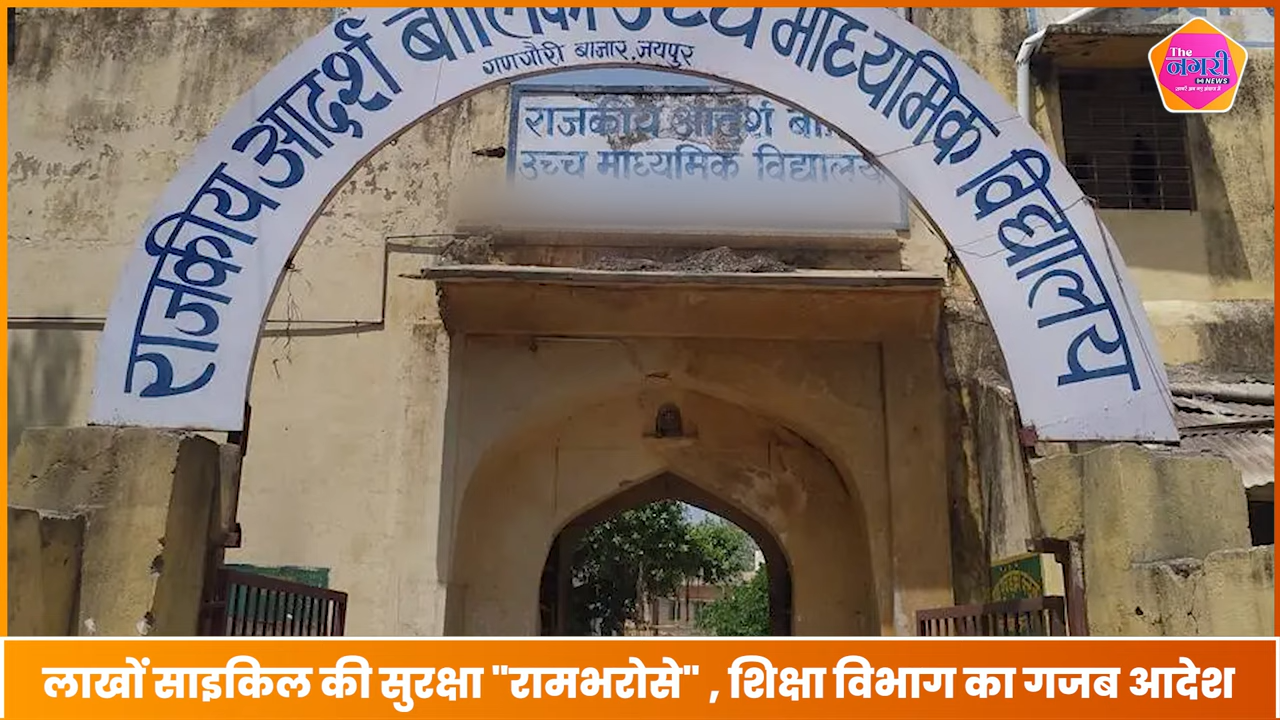 राजकीय आदर्श बालिका उच्च माध्यमिक विद्यालय
गणगौरी बाजार, जयपुर
राजकीय आदर्श
उच्च माध्यमिक विद्यालय
The
नगरी
NEWS
लाखों साइकिल की सुरक्षा "रामभरोसे" , शिक्षा विभाग का गजब आदेश